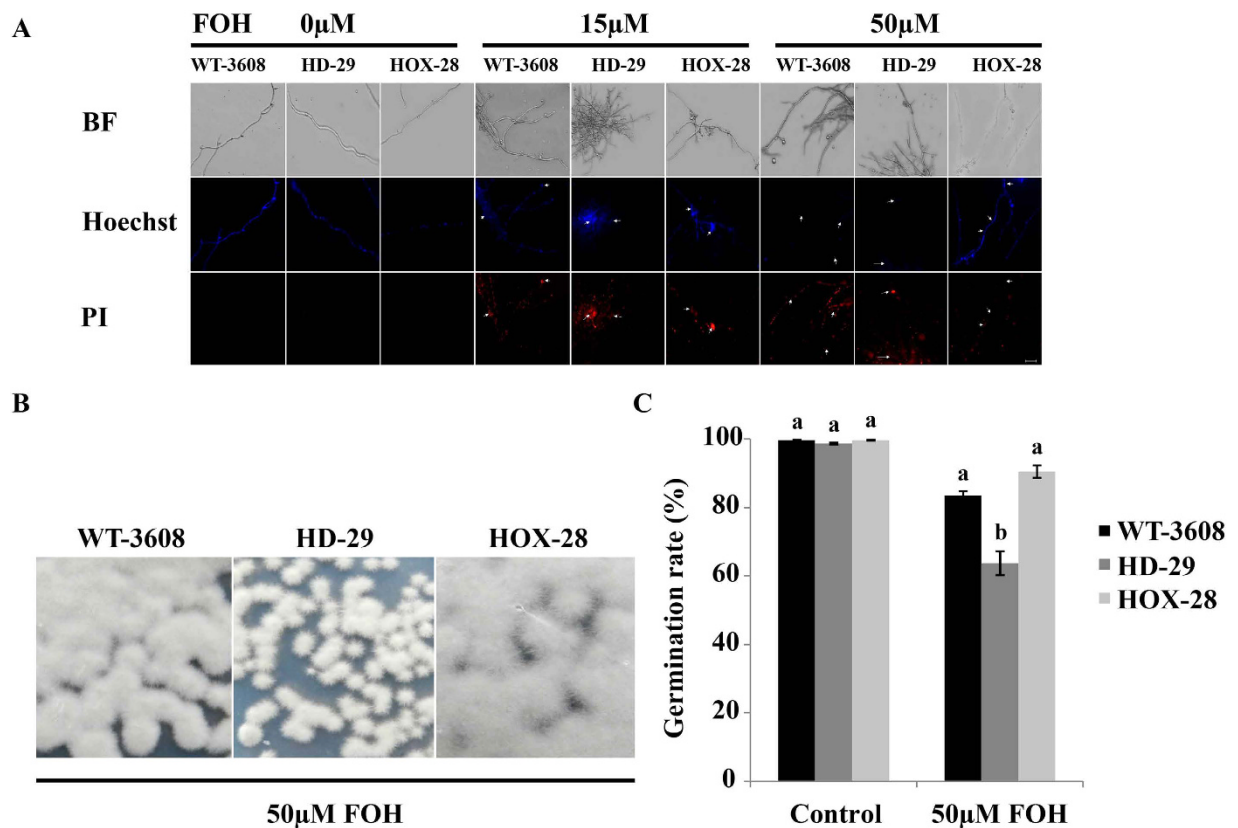 A
FOH 0μM 15μM 50μM
WT-3608 HD-29 HOX-28 WT-3608 HD-29 HOX-28 WT-3608 HD-29 HOX-28
BF
Hoechst
PI
B
WT-3608 HD-29 HOX-28
50μM FOH
C
Germination rate (%)
100
80
60
40
20
0
a a a
a b a
Control 50μM FOH
WT-3608
HD-29
HOX-28